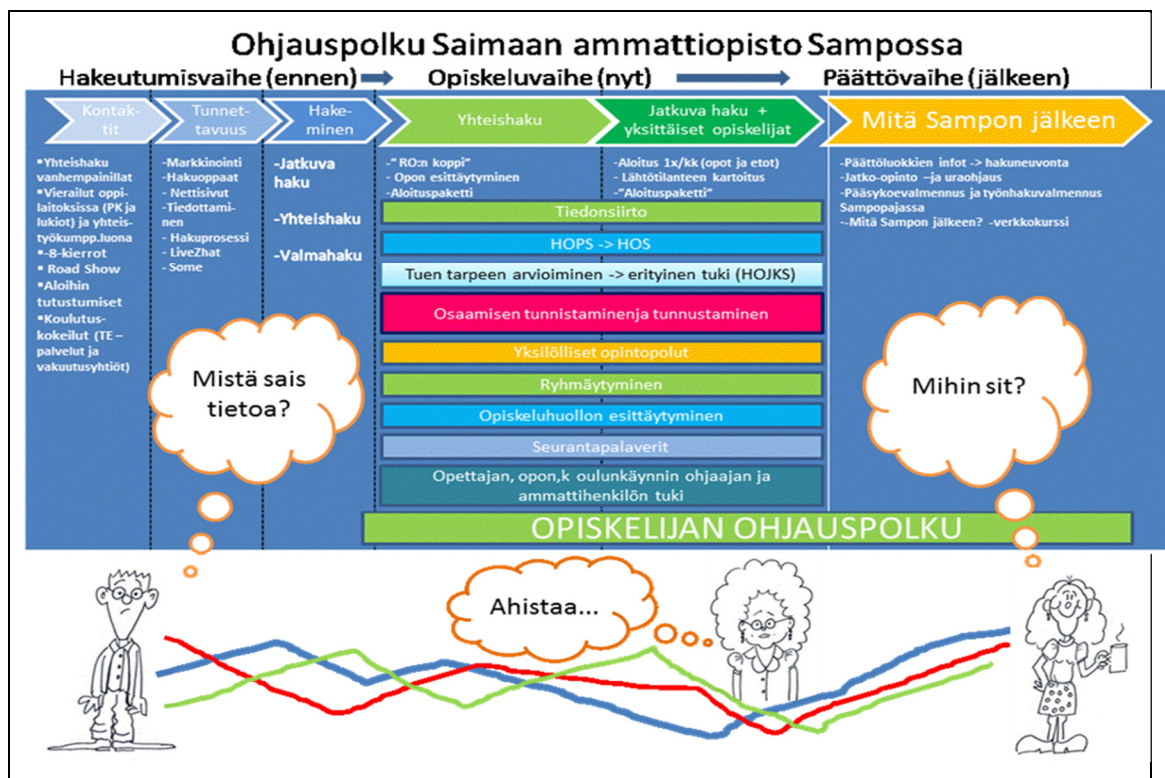 Ohjauspolku Saimaan ammattiopisto Sampossa
Hakeutumisvaihe (ennen)
Opiskeluvaihe (nyt)
Päättövaihe (jälkeen)
Kontak-
tit
Tunnet-
tavuus
Hake-
minen
Yhteishaku
Jatkuva haku +
yksittäiset opiskelijat
Mitä Sampon jälkeen
▪Yhteishaku
vanhempainillat
▪Vierailut oppi-
laitoksissa (PK ja
lukiot) ja yhteis-
työkumpp.luona
▪-8-kierrot
▪ Road Show
▪Aloihin
tutustumiset
▪Koulutus-
kokeilut (TE –
palvelut ja
vakuutusyhtiöt)
-Markkinointi
- Hakuoppaat
- Nettisivut
-Tiedottami-
nen
- Hakuprosessi
- LiveZhat
- Some
-Jatkuva
haku
-Yhteishaku
-Valmahaku
-" RO:n koppi"
- Opon esittäytyminen
-Aloituspaketti
-Aloitus 1x/kk (opot ja etot)
- Lähtötilanteen kartoitus
-"Aloituspaketti"
-Päättöluokkien infot -> hakuneuvonta
-Jatko-opinto –ja uraohjaus
-Pääsykoevalmennus ja työnhakuvalmennus
Sampopajassa
-Mitä Sampon jälkeen? -verkkokurssi
Tiedonsiirto
HOPS -> HOS
Tuen tarpeen arvioiminen -> erityinen tuki (HOJKS)
Osaamisen tunnistaminenja tunnustaminen
Yksilölliset opintopolut
Ryhmäytyminen
Opiskeluhuollon esittäytyminen
Seurantapalaverit
Opettajan, opon,k oulunkäynnin ohjaajan ja
ammattihenkilön tuki
OPISKELIJAN OHJAUSPOLKU
Mistä sais
tietoa?
Mihin sit?
Ahistaa...